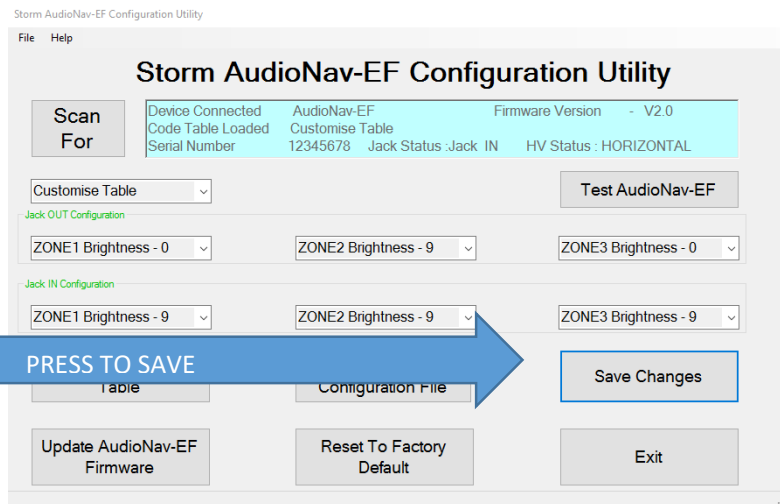 Storm AudioNav-EF Configuration Utility
File Help
Storm AudioNav-EF Configuration Utility
Scan
For
Device Connected AudioNav-EF Firmware Version - V2.0
Code Table Loaded Customise Table
Serial Number 12345678 Jack Status :Jack IN HV Status : HORIZONTAL
Customise Table
Test AudioNav-EF
Jack OUT Configuration
ZONE1 Brightness - 0 ZONE2 Brightness - 9 ZONE3 Brightness - 0
Jack IN Configuration
ZONE1 Brightness - 9 ZONE2 Brightness - 9 ZONE3 Brightness - 9
PRESS TO SAVE
Table
Configuration File
Save Changes
Update AudioNav-EF
Firmware
Reset To Factory
Default
Exit